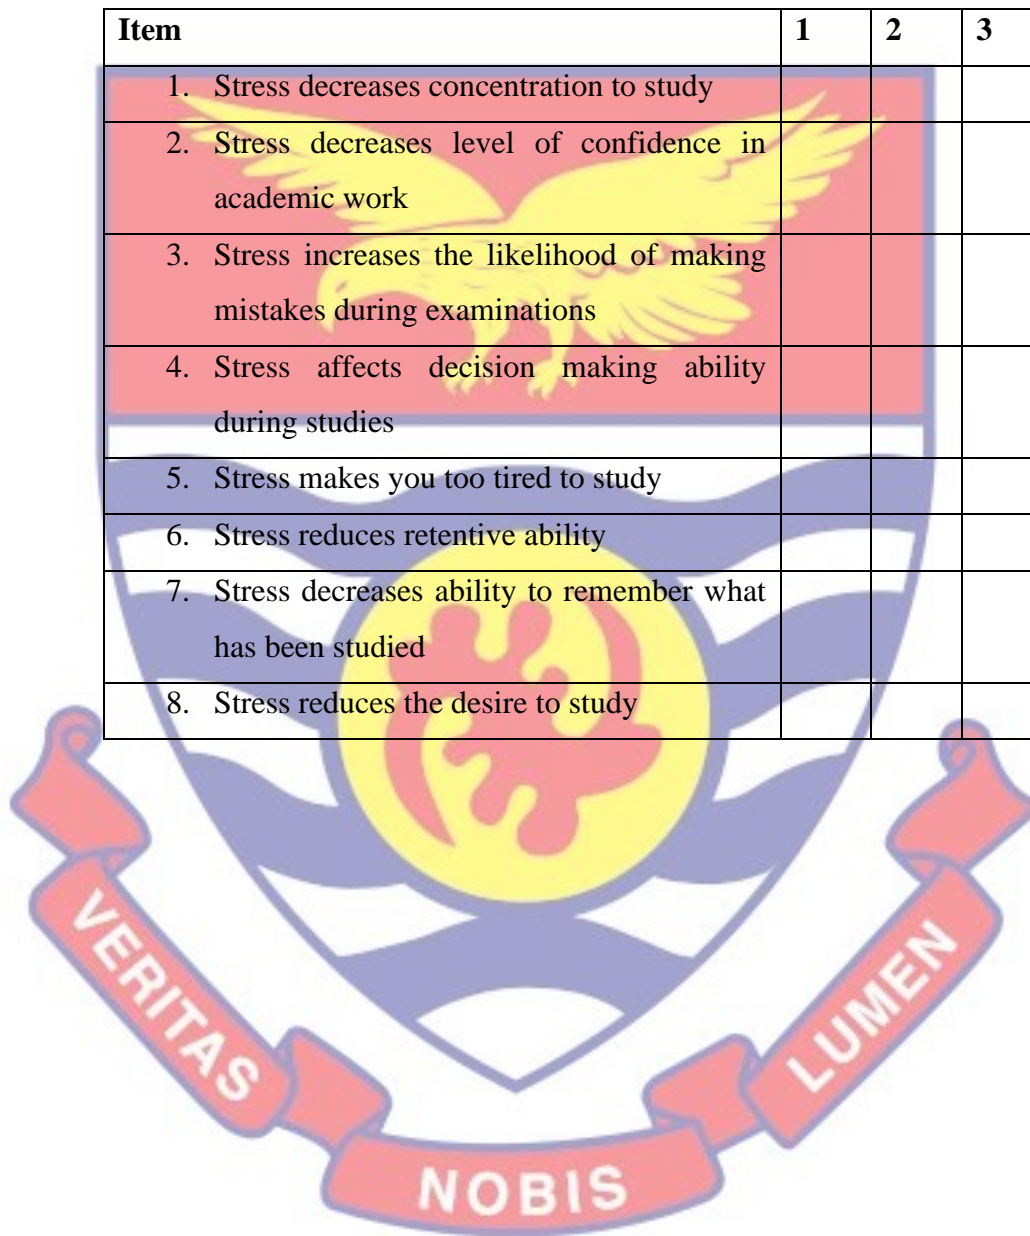 Item 1 2 3
1. Stress decreases concentration to study
2. Stress decreases level of confidence in
academic work
3. Stress increases the likelihood of making
mistakes during examinations
4. Stress affects decision making ability
during studies
5. Stress makes you too tired to study
6. Stress reduces retentive ability
7. Stress decreases ability to remember what
has been studied
8. Stress reduces the desire to study
VERITAS
NOBIS
LUMEN